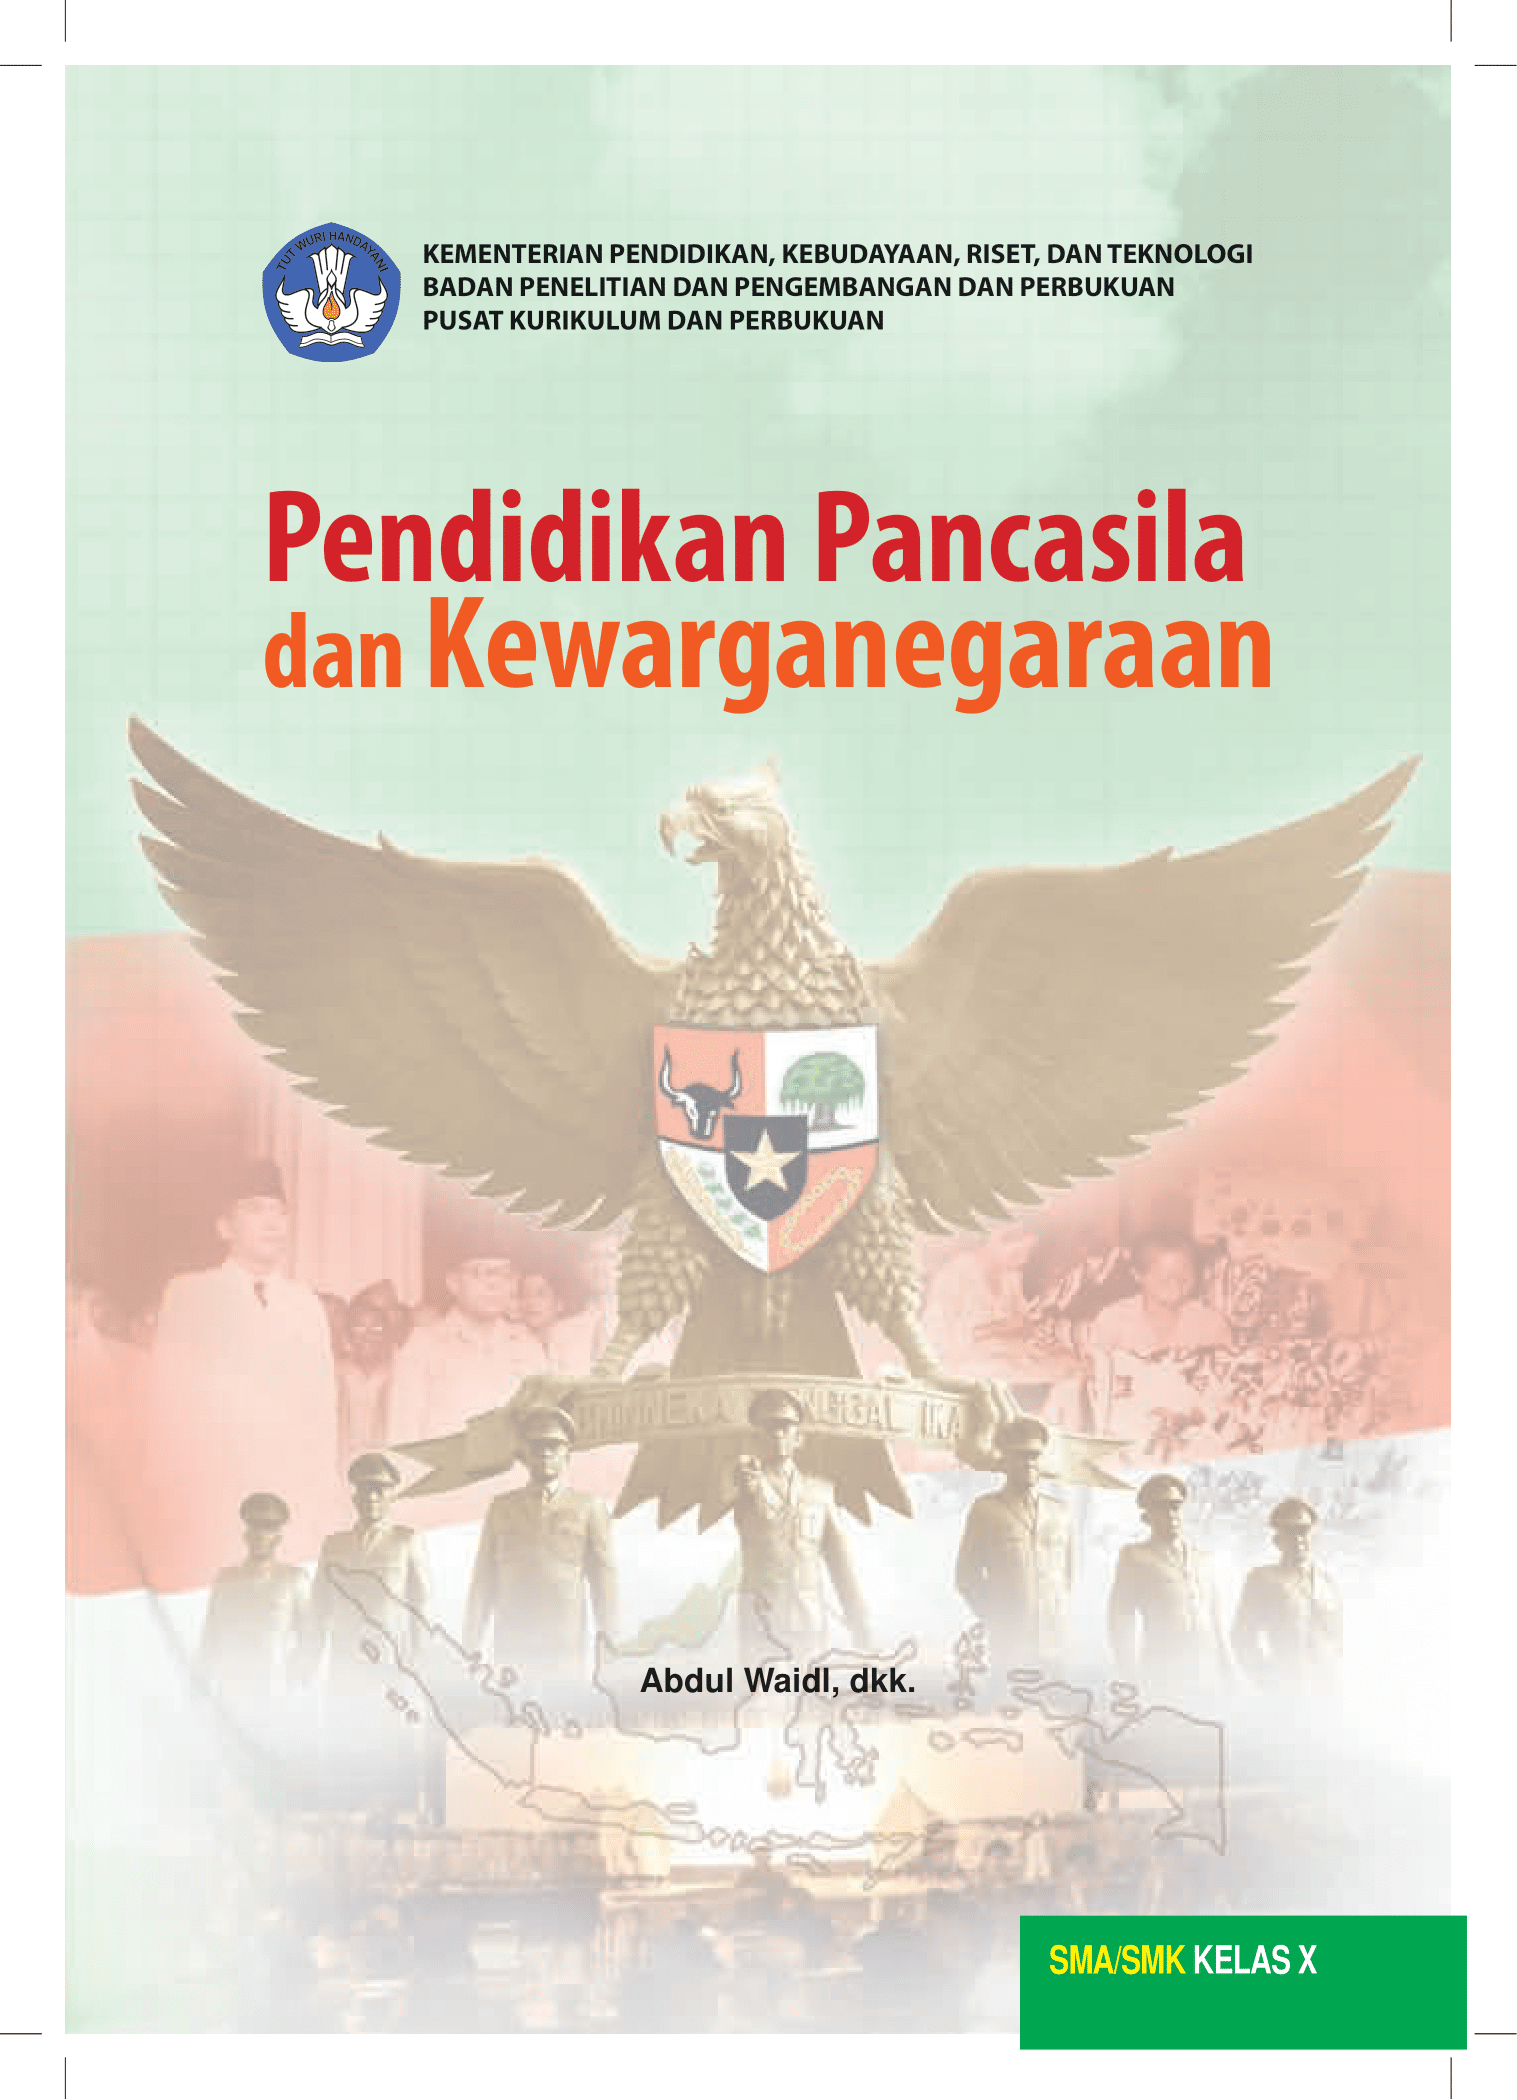 TUT WURI HANDAYANI
KEMENTERIAN PENDIDIKAN, KEBUDAYAAN, RISET, DAN TEKNOLOGI
BADAN PENELITIAN DAN PENGEMBANGAN DAN PERBUKUAN
PUSAT KURIKULUM DAN PERBUKUAN
Pendidikan Pancasila
dan Kewarganegaraan
IKA
Abdul Waidl, dkk.
SMA/SMK KELAS X